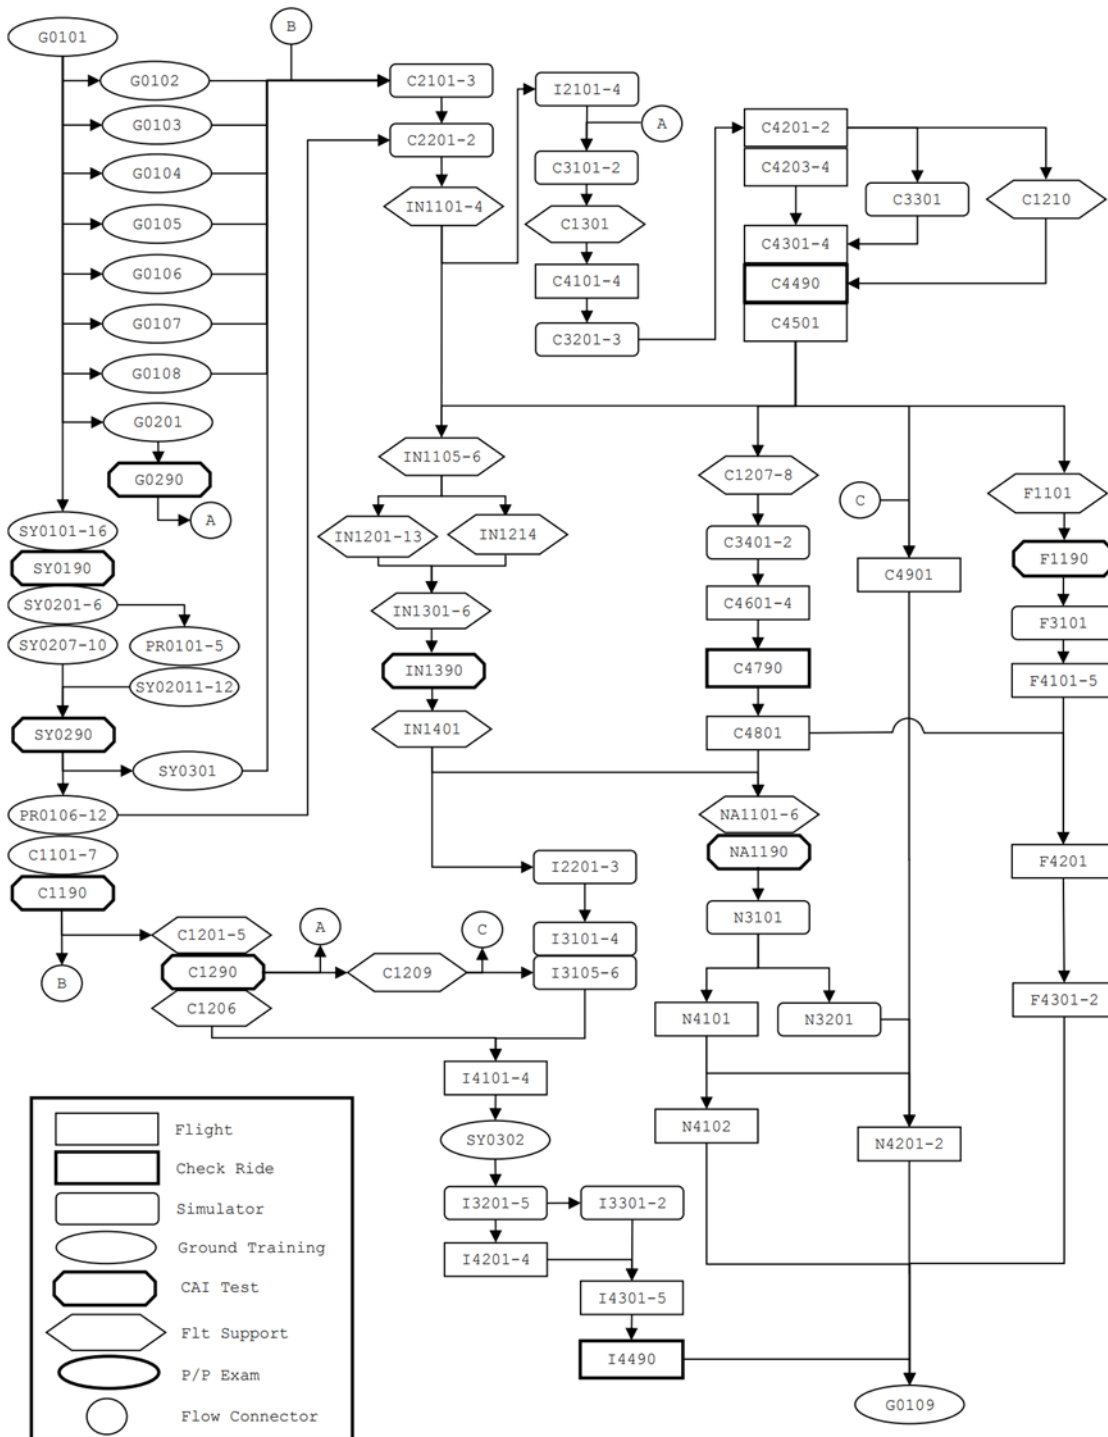 G0101
B
G0102
C2101-3
I2101-4
G0103
A
C4201-2
C2201-2
G0104
C3101-2
C4203-4
IN1101-4
C3301
C1210
G0105
C1301
C4301-4
G0106
C4101-4
C4490
G0107
C4501
C3201-3
G0108
G0201
IN1105-6
C1207-8
G0290
F1101
C
A
SY0101-16
IN1201-13
IN1214
C3401-2
F1190
SY0190
C4901
SY0201-6
IN1301-6
C4601-4
F3101
SY0207-10
PR0101-5
IN1390
C4790
F4101-5
SY02011-12
SY0290
IN1401
C4801
SY0301
PR0106-12
NA1101-6
C1101-7
NA1190
F4201
I2201-3
C1190
N3101
C1201-5
A
C
I3101-4
B
C1290
C1209
I3105-6
C1206
N4101
N3201
F4301-2
I4101-4
Flight
SY0302
N4102
N4201-2
Check Ride
Simulator
I3201-5
I3301-2
Ground Training
I4201-4
CAI Test
I4301-5
Flt Support
I4490
P/P Exam
G0109
Flow Connector